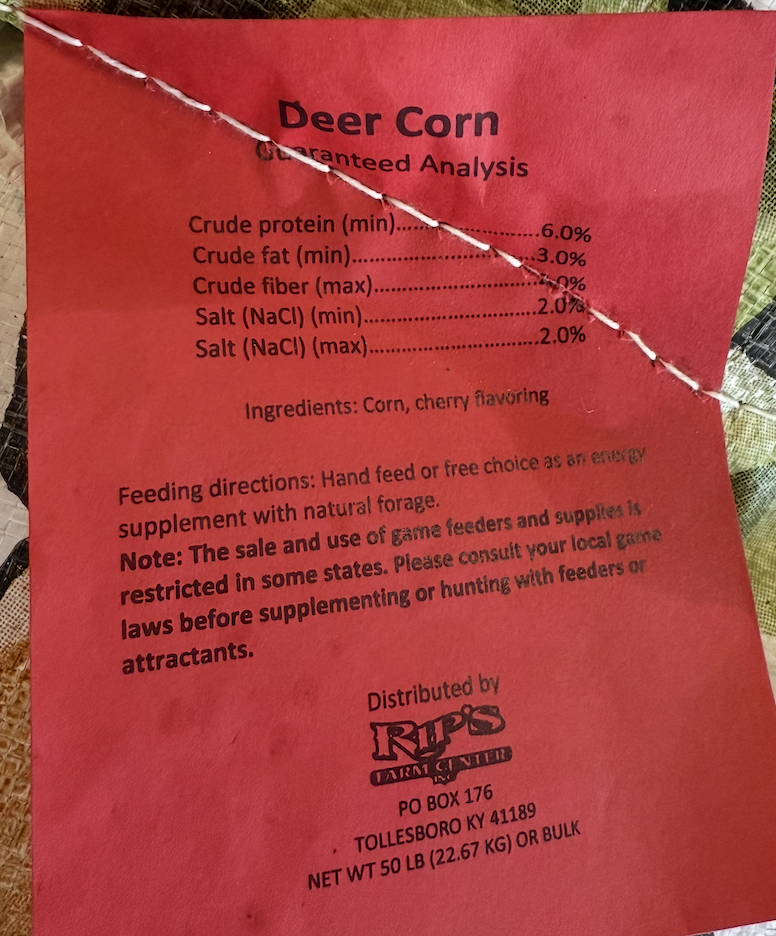 Deer Corn
Guaranteed Analysis
Crude protein (min)..........................6.0%
Crude fat (min)..................................3.0%
Crude fiber (max)..............................4.0%
Salt (NaCl) (min)................................2.0%
Salt (NaCl) (max)...............................2.0%
Ingredients: Corn, cherry flavoring
Feeding directions: Hand feed or free choice as an energy
supplement with natural forage.
Note: The sale and use of game feeders and supplies is
restricted in some states. Please consult your local game
laws before supplementing or hunting with feeders or
attractants.
Distributed by
RIP'S
FARM CENTER
INC
PO BOX 176
TOLLESBORO KY 41189
NET WT 50 LB (22.67 KG) OR BULK